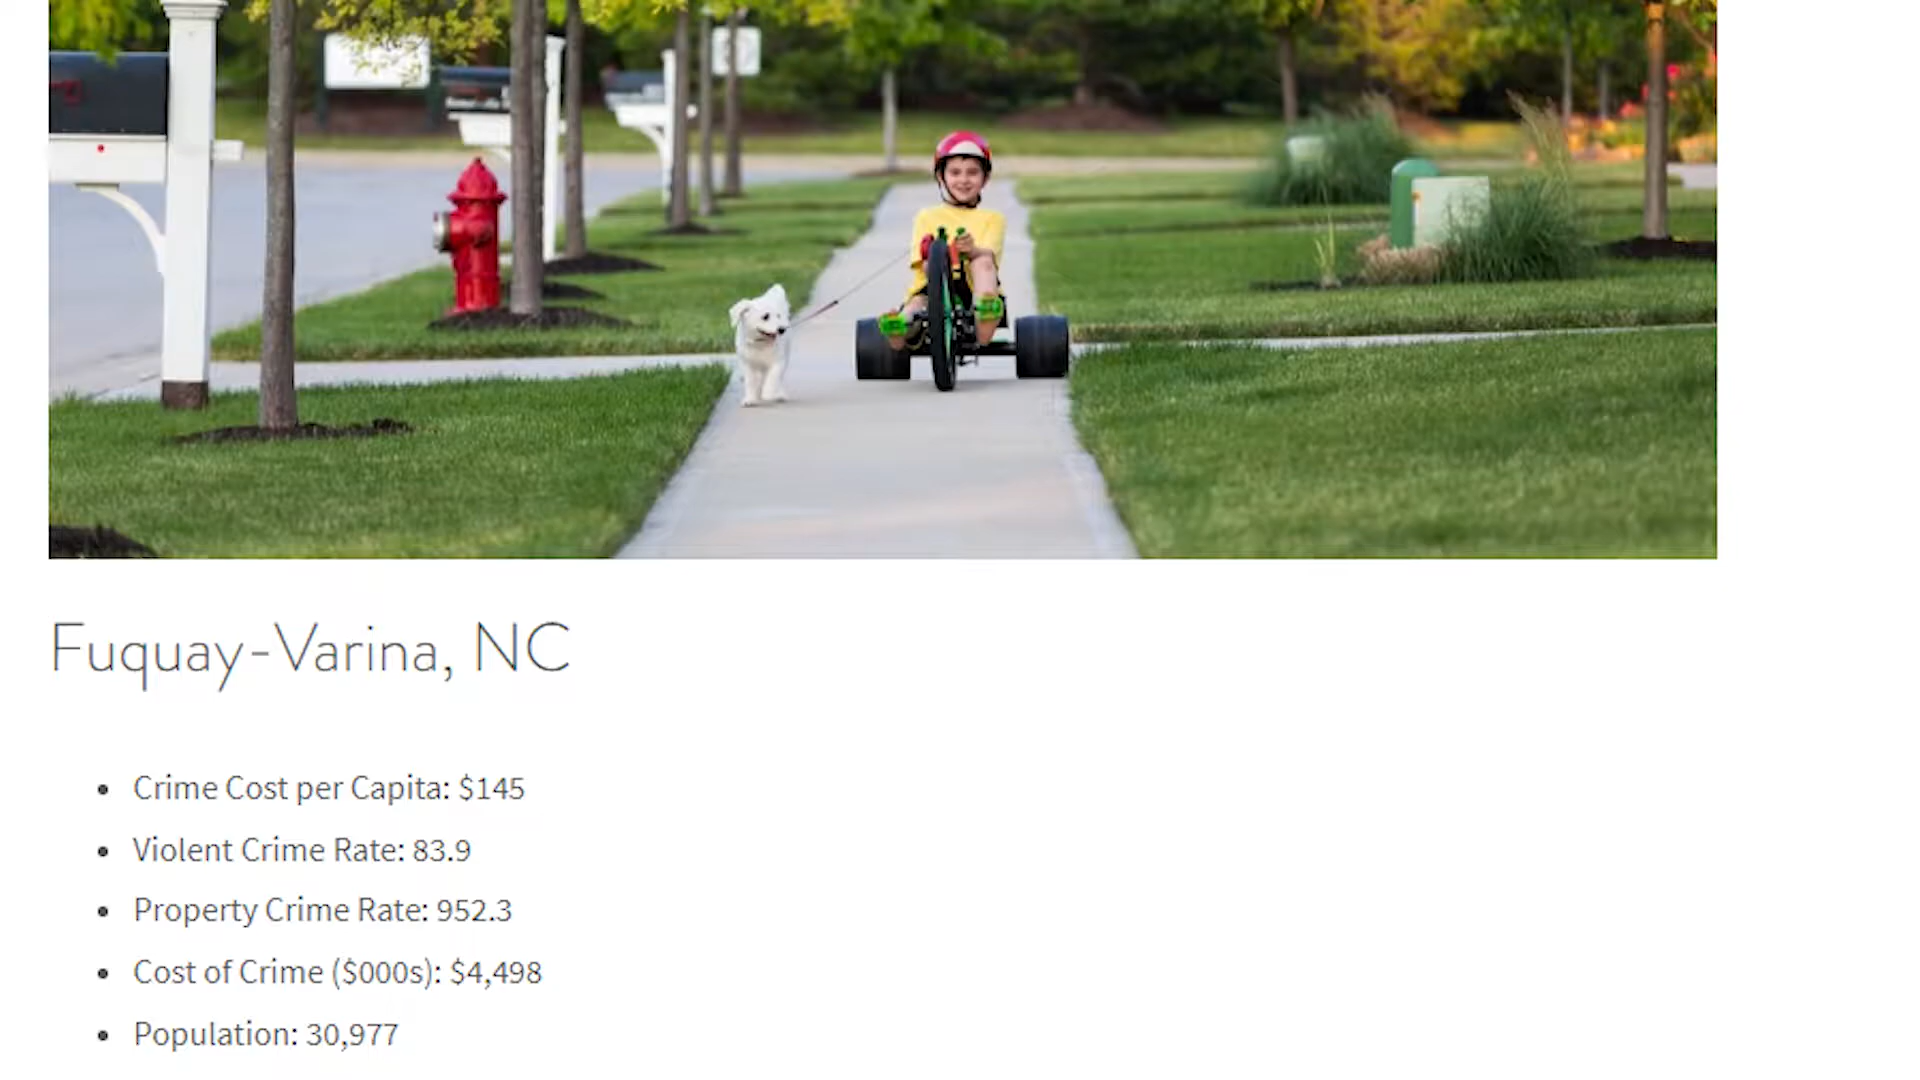 Fuquay-Varina, NC
• Crime Cost per Capita: $145
• Violent Crime Rate: 83.9
• Property Crime Rate: 952.3
• Cost of Crime ($000s): $4,498
• Population: 30,977